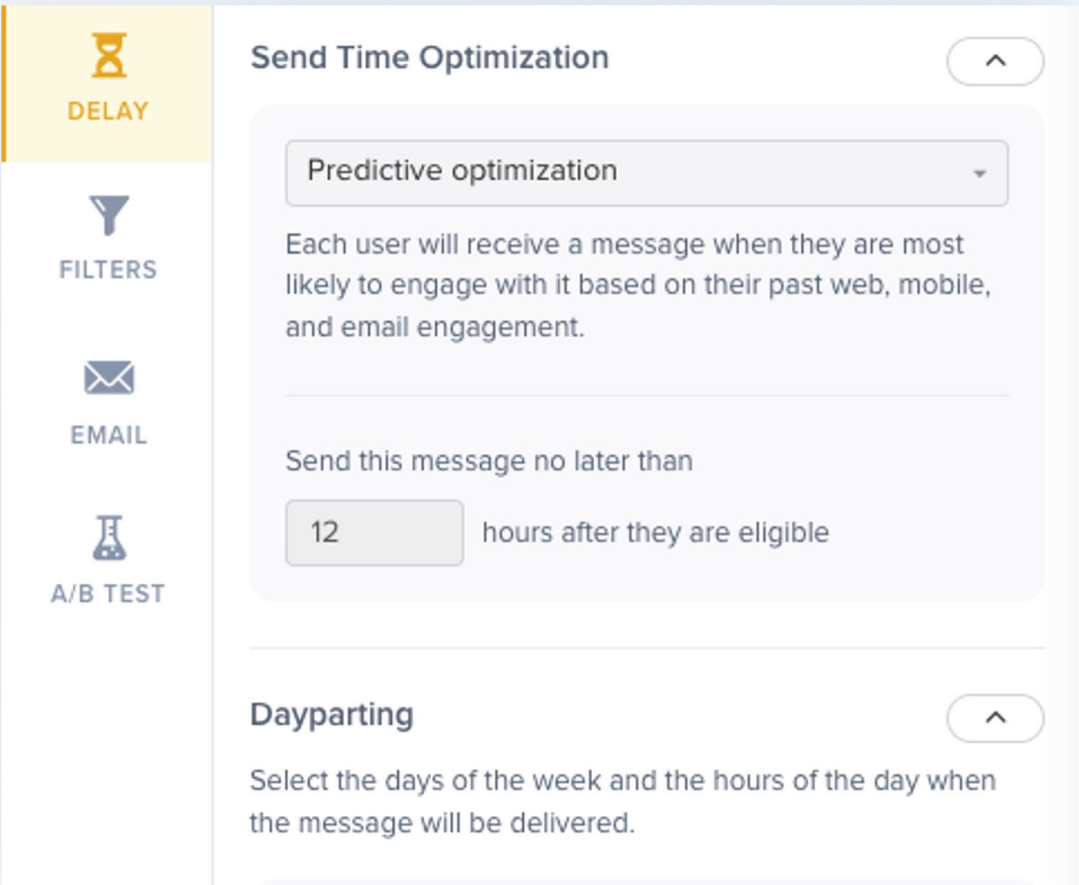 DELAY
FILTERS
EMAIL
A/B TEST
Send Time Optimization
Predictive optimization
Each user will receive a message when they are most
likely to engage with it based on their past web, mobile,
and email engagement.
Send this message no later than
12 hours after they are eligible
Dayparting
Select the days of the week and the hours of the day when
the message will be delivered.